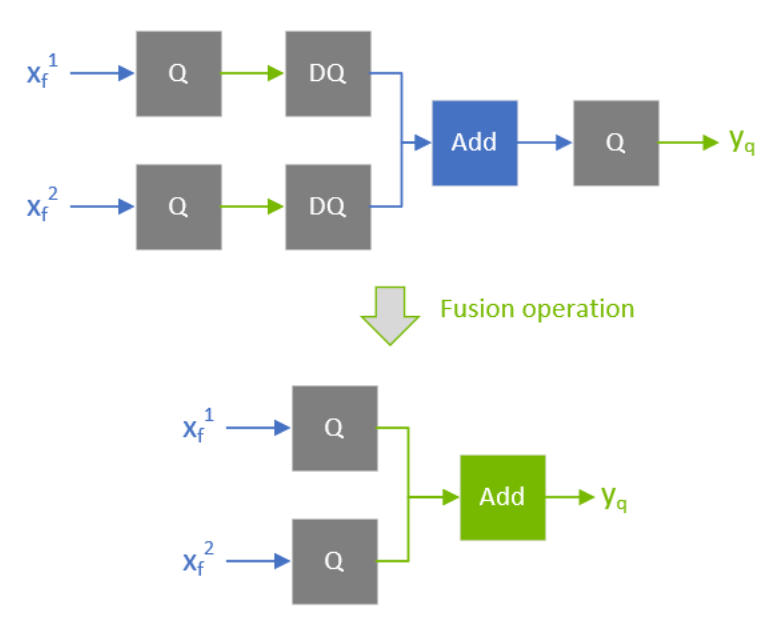 x_f^1 Q DQ
Add Q y_q
x_f^2 Q DQ
Fusion operation
x_f^1 Q
Add y_q
x_f^2 Q